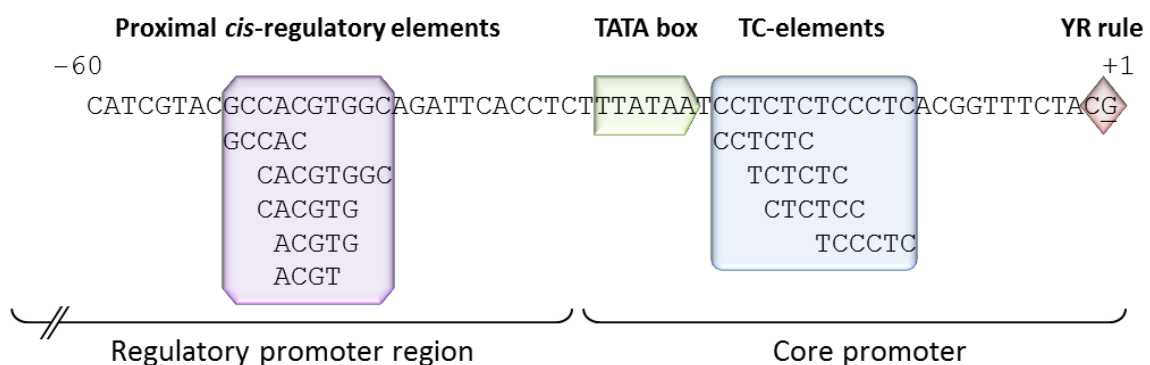 Proximal cis-regulatory elements TATA box TC-elements YR rule
−60 +1
CATCGTACGCCACGTGGCAGATTCACCTCTTTATAATCCTCTCTCCCTCACGGTTTCTACG
GCCAC CCTCTC
CACGTGGC TCTCTC
CACGTG CTCTCC
ACGTG TCCCTC
ACGT
Regulatory promoter region Core promoter